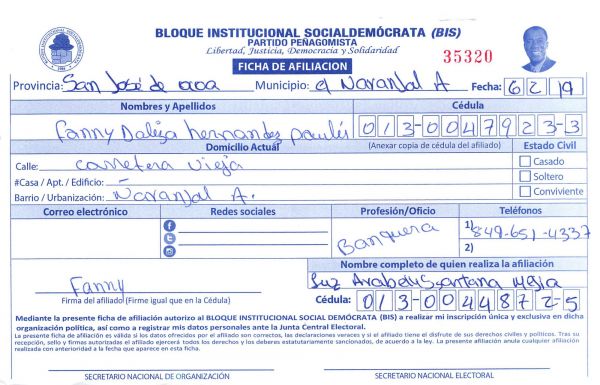 BLOQUE INSTITUCIONAL SOCIALDEMÓCRATA (BIS)
PARTIDO PEÑAGOMISTA
Libertad, Justicia, Democracia y Solidaridad
35320
FICHA DE AFILIACION
Provincia: San José de ocoa Municipio: el Naranjal A Fecha: 6 2 19
Nombres y Apellidos Cédula
Fanny Daliza hernandez 013-0047923-3
Domicilio Actual (Anexar copia de cédula del afiliado) Estado Civil
Calle: carretera vieja Casado
#Casa / Apt. / Edificio: - Soltero
Barrio / Urbanización: Naranjal A. Conviviente
Correo electrónico Redes sociales Profesión/Oficio Teléfonos
Banquera 1) 849-651-4337
2)
Nombre completo de quien realiza la afiliación
Fanny Luz Arabelys santana mejia
Firma del afiliado (Firme igual que en la Cédula) Cédula: 013-0044872-5
Mediante la presente ficha de afiliación autorizo al BLOQUE INSTITUCIONAL SOCIAL DEMÓCRATA (BIS) a realizar mi inscripción única y exclusiva en dicha
organización política, así como a registrar mis datos personales ante la Junta Central Electoral.
La presente ficha de afiliación es válida si los datos ofrecidos por el afiliado son correctos, las declaraciones veraces y si el afiliado tiene el disfrute de sus derechos civiles y políticos. Tras su
recepción, sello y firmas autorizadas el afiliado ejercerá todos los derechos y los deberes estatutariamente sancionados, de acuerdo a la ley. La presente afiliación anula cualquier afiliación
realizada con anterioridad a la fecha que aparece en esta ficha.
SECRETARIO NACIONAL DE ORGANIZACIÓN SECRETARIO NACIONAL ELECTORAL